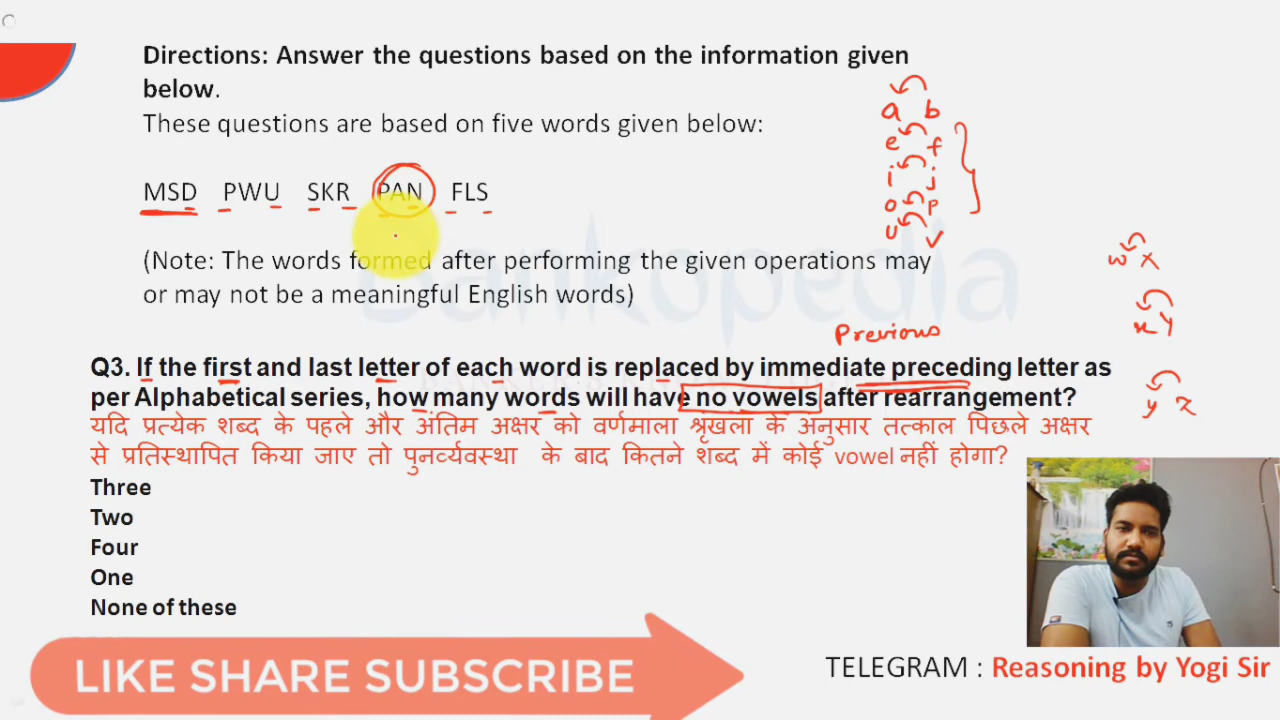 Directions: Answer the questions based on the information given
below.
These questions are based on five words given below:
MSD PWU SKR PAN FLS
(Note: The words formed after performing the given operations may
or may not be a meaningful English words)
a b
e f
i j
o p
u v
w x
x y
y z
Previous
Bankopedia
Q3. If the first and last letter of each word is replaced by immediate preceding letter as
per Alphabetical series, how many words will have no vowels after rearrangement?
यदि प्रत्येक शब्द के पहले और अंतिम अक्षर को वर्णमाला श्रृखला के अनुसार तत्काल पिछले अक्षर
से प्रतिस्थापित किया जाए तो पुनर्व्यवस्था के बाद कितने शब्द में कोई vowel नहीं होगा?
Three
Two
Four
One
None of these
LIKE SHARE SUBSCRIBE
TELEGRAM : Reasoning by Yogi Sir